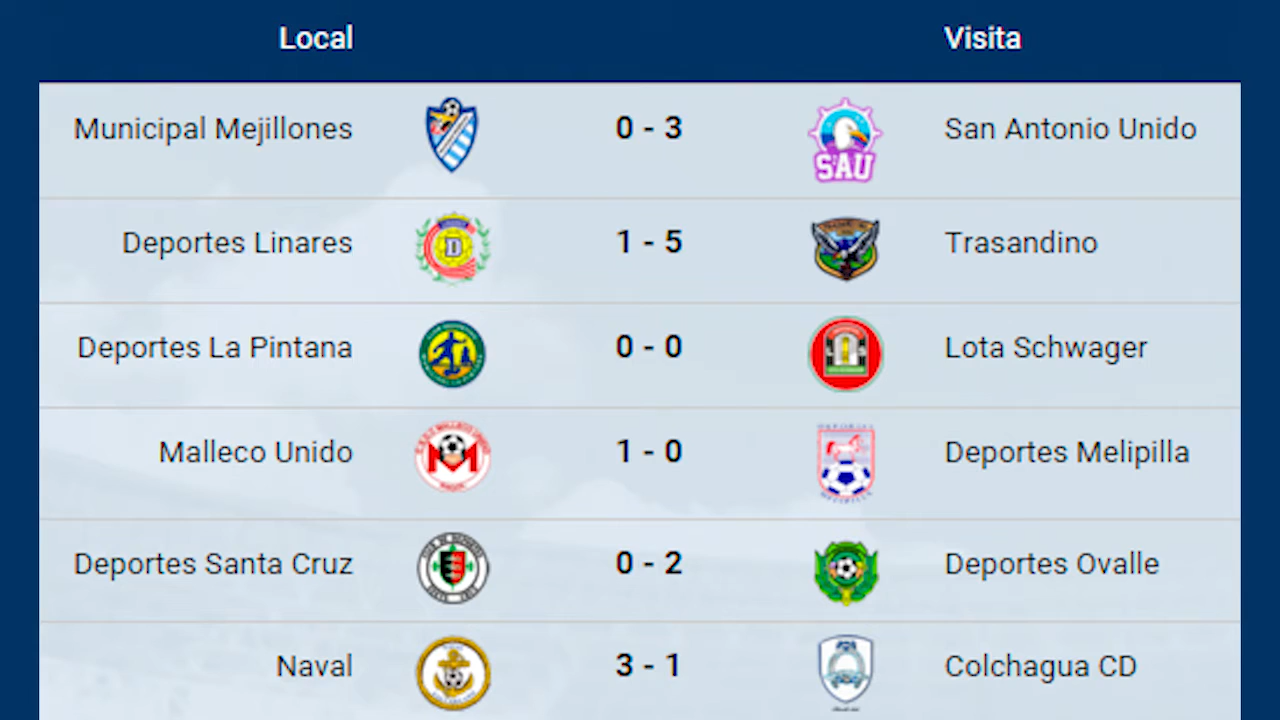 Local Visita
Municipal Mejillones 0 - 3 SAU San Antonio Unido
Deportes Linares D 1 - 5 Trasandino
Deportes La Pintana 0 - 0 Lota Schwager
Malleco Unido M 1 - 0 Deportes Melipilla
Deportes Santa Cruz 0 - 2 Deportes Ovalle
Naval 3 - 1 Colchagua CD